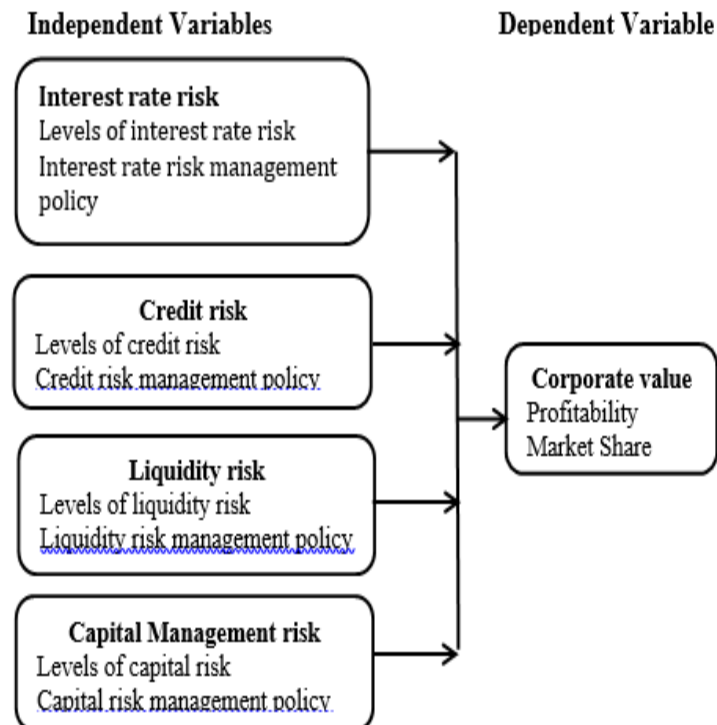 Independent Variables
Dependent Variable
Interest rate risk
Levels of interest rate risk
Interest rate risk management
policy
Credit risk
Levels of credit risk
Credit risk management policy
Liquidity risk
Levels of liquidity risk
Liquidity risk management policy
Capital Management risk
Levels of capital risk
Capital risk management policy
Corporate value
Profitability
Market Share